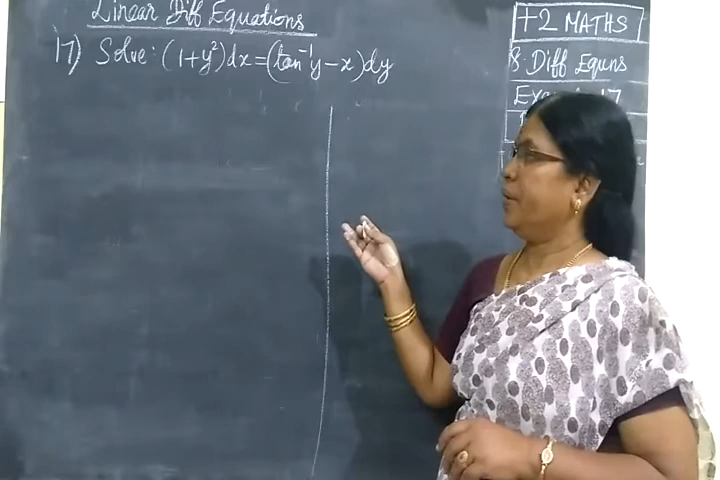 Linear Diff Equations
17) Solve: (1+y²)dx=(tan⁻¹y-x)dy
+2 MATHS
8. Diff Equns